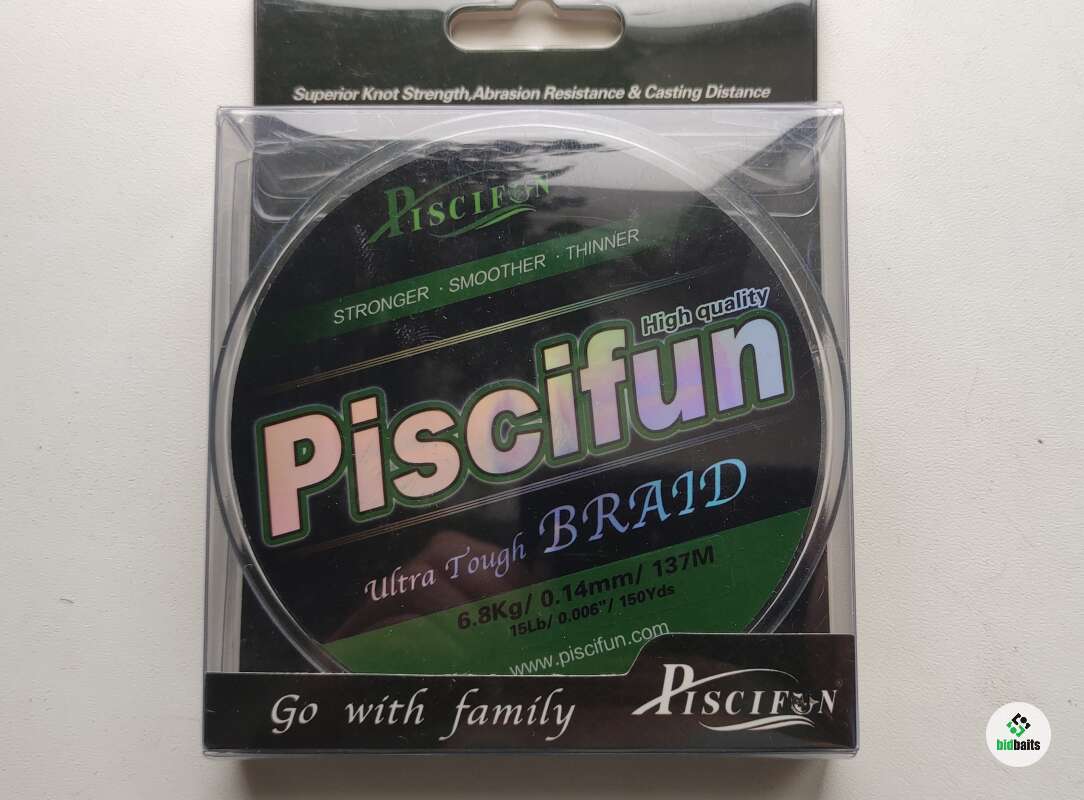 Superior Knot Strength,Abrasion Resistance & Casting Distance
PISCIFUN
STRONGER · SMOOTHER · THINNER
High quality
Piscifun
Ultra Tough BRAID
6.8Kg/ 0.14mm/ 137M
15Lb/ 0.006"/ 150Yds
www.piscifun.com
Go with family
PISCIFUN
bidbaits